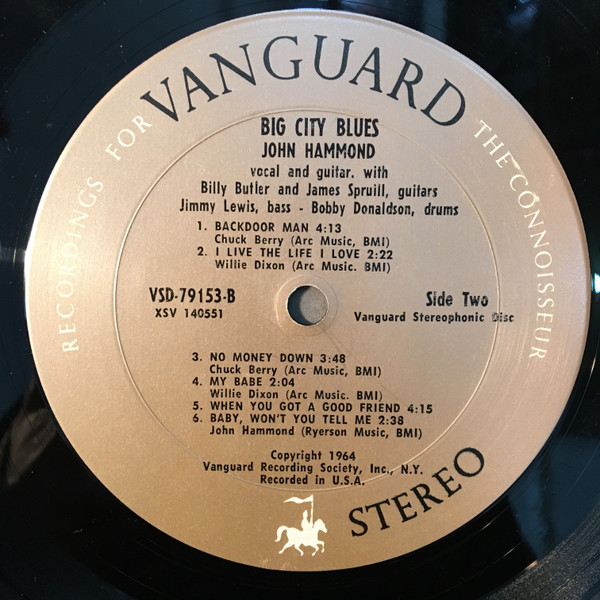 RECORDINGS FOR VANGUARD THE CONNOISSEUR
BIG CITY BLUES
JOHN HAMMOND
vocal and guitar. with
Billy Butler and James Spruill, guitars
Jimmy Lewis, bass - Bobby Donaldson, drums
1. BACKDOOR MAN 4:13
Chuck Berry (Arc Music, BMI)
2. I LIVE THE LIFE I LOVE 2:22
Willie Dixon (Arc Music. BMI)
VSD-79153-B
XSV 140551
Side Two
Vanguard Stereophonic Disc
3. NO MONEY DOWN 3:48
Chuck Berry (Arc Music, BMI)
4. MY BABE 2:04
Willie Dixon (Arc Music. BMI)
5. WHEN YOU GOT A GOOD FRIEND 4:15
6. BABY, WON'T YOU TELL ME 2:38
John Hammond (Ryerson Music, BMI)
Copyright 1964
Vanguard Recording Society, Inc., N.Y.
Recorded in U.S.A.
STEREO